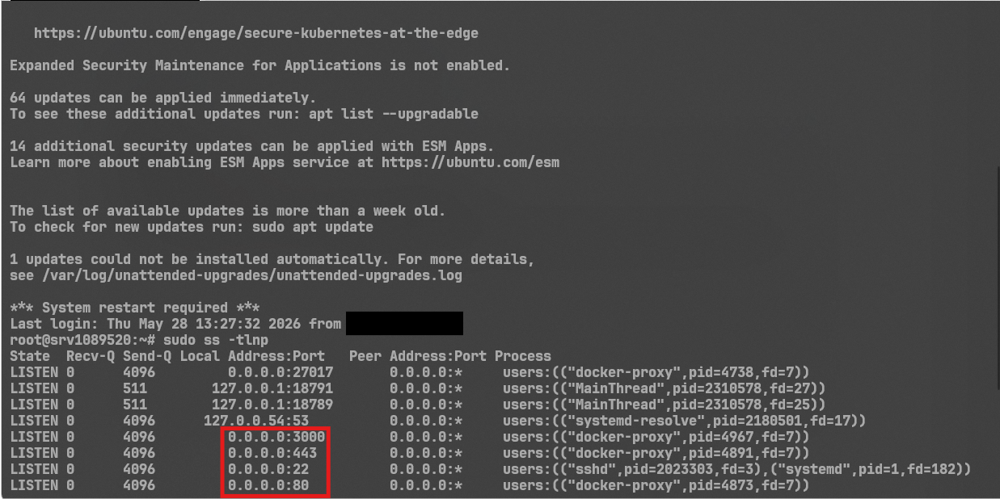 https://ubuntu.com/engage/secure-kubernetes-at-the-edge
Expanded Security Maintenance for Applications is not enabled.
64 updates can be applied immediately.
To see these additional updates run: apt list --upgradable
14 additional security updates can be applied with ESM Apps.
Learn more about enabling ESM Apps service at https://ubuntu.com/esm
The list of available updates is more than a week old.
To check for new updates run: sudo apt update
1 updates could not be installed automatically. For more details,
see /var/log/unattended-upgrades/unattended-upgrades.log
*** System restart required ***
Last login: Thu May 28 13:27:32 2026 from
root@srv1089520:~# sudo ss -tlnp
State  Recv-Q Send-Q Local Address:Port   Peer Address:Port Process
LISTEN 0      4096         0.0.0.0:27017       0.0.0.0:*     users:(("docker-proxy",pid=4738,fd=7))
LISTEN 0      511        127.0.0.1:18791       0.0.0.0:*     users:(("MainThread",pid=2310578,fd=27))
LISTEN 0      511        127.0.0.1:18789       0.0.0.0:*     users:(("MainThread",pid=2310578,fd=25))
LISTEN 0      4096      127.0.0.54:53          0.0.0.0:*     users:(("systemd-resolve",pid=2180501,fd=17))
LISTEN 0      4096         0.0.0.0:3000        0.0.0.0:*     users:(("docker-proxy",pid=4967,fd=7))
LISTEN 0      4096         0.0.0.0:443         0.0.0.0:*     users:(("docker-proxy",pid=4891,fd=7))
LISTEN 0      4096         0.0.0.0:22          0.0.0.0:*     users:(("sshd",pid=2023303,fd=3),("systemd",pid=1,fd=182))
LISTEN 0      4096         0.0.0.0:80          0.0.0.0:*     users:(("docker-proxy",pid=4873,fd=7))